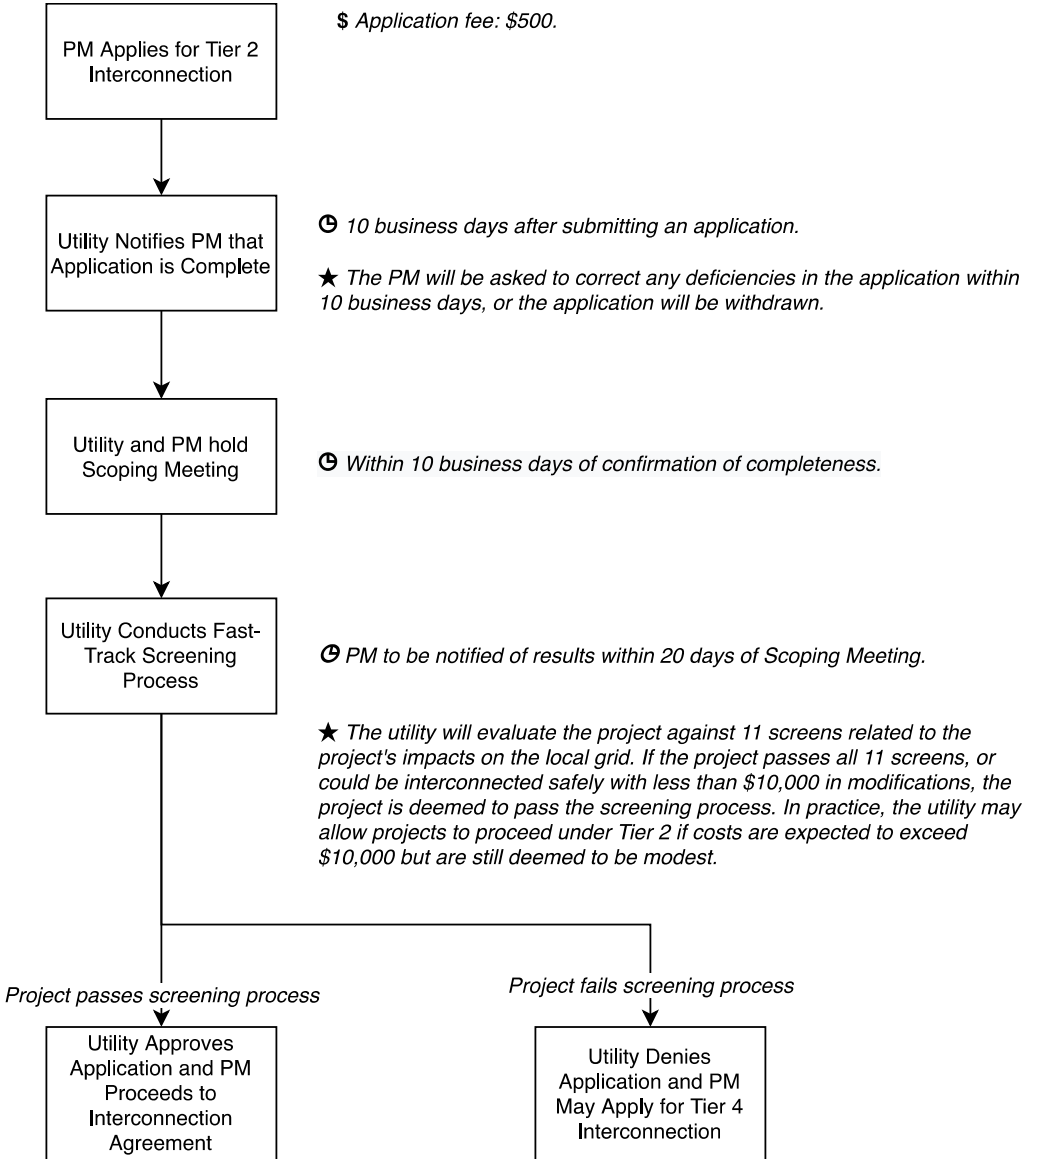 PM Applies for Tier 2
Interconnection
$ Application fee: $500.
Utility Notifies PM that
Application is Complete
10 business days after submitting an application.
★ The PM will be asked to correct any deficiencies in the application within
10 business days, or the application will be withdrawn.
Utility and PM hold
Scoping Meeting
Within 10 business days of confirmation of completeness.
Utility Conducts Fast-
Track Screening
Process
PM to be notified of results within 20 days of Scoping Meeting.
★ The utility will evaluate the project against 11 screens related to the
project's impacts on the local grid. If the project passes all 11 screens, or
could be interconnected safely with less than $10,000 in modifications, the
project is deemed to pass the screening process. In practice, the utility may
allow projects to proceed under Tier 2 if costs are expected to exceed
$10,000 but are still deemed to be modest.
Project passes screening process
Project fails screening process
Utility Approves
Application and PM
Proceeds to
Interconnection
Agreement
Utility Denies
Application and PM
May Apply for Tier 4
Interconnection